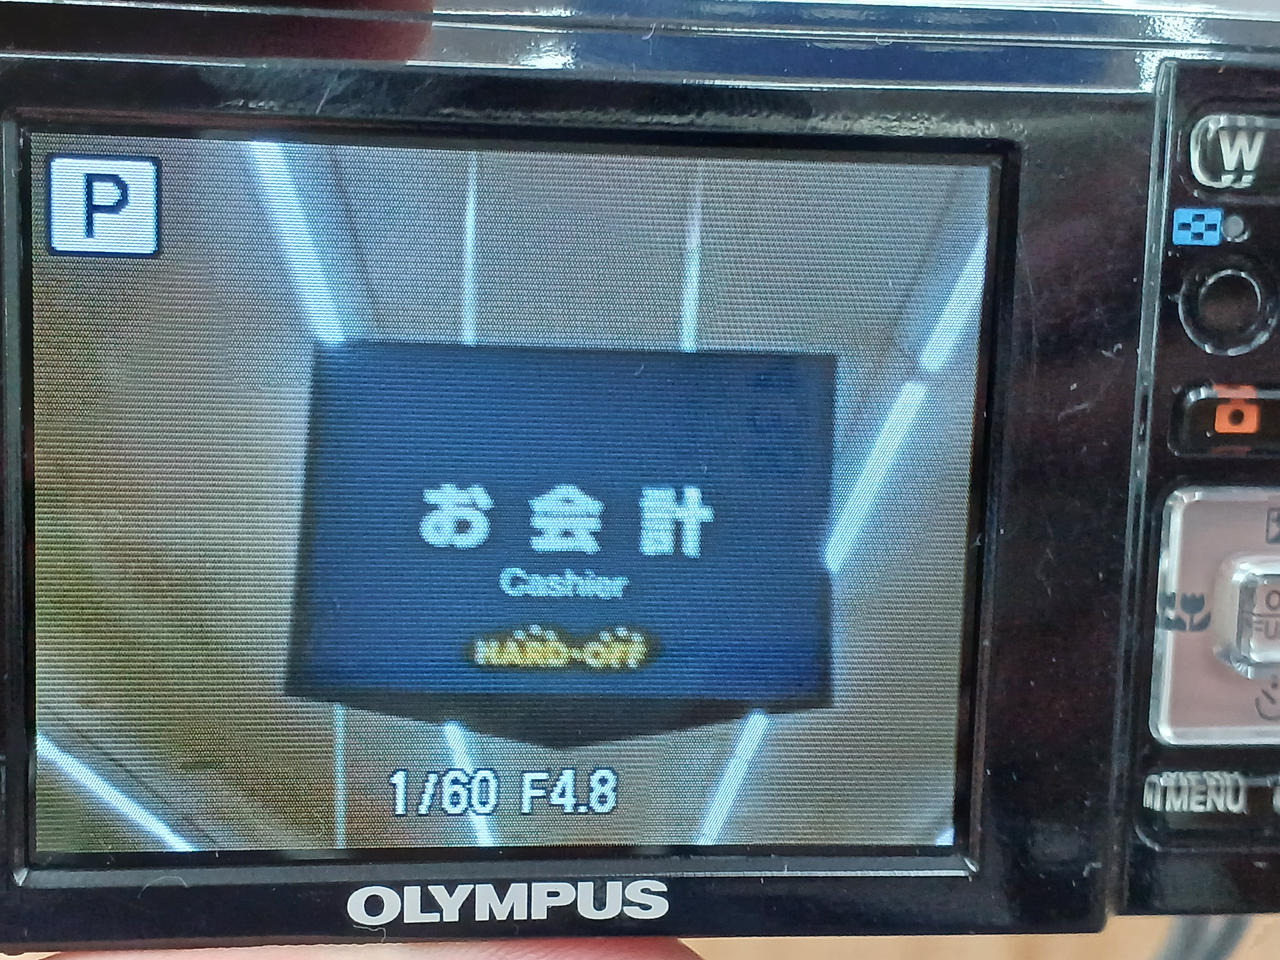 P
W
お会計
Cashier
HARD-OFF
1/60 F4.8
MENU
OLYMPUS